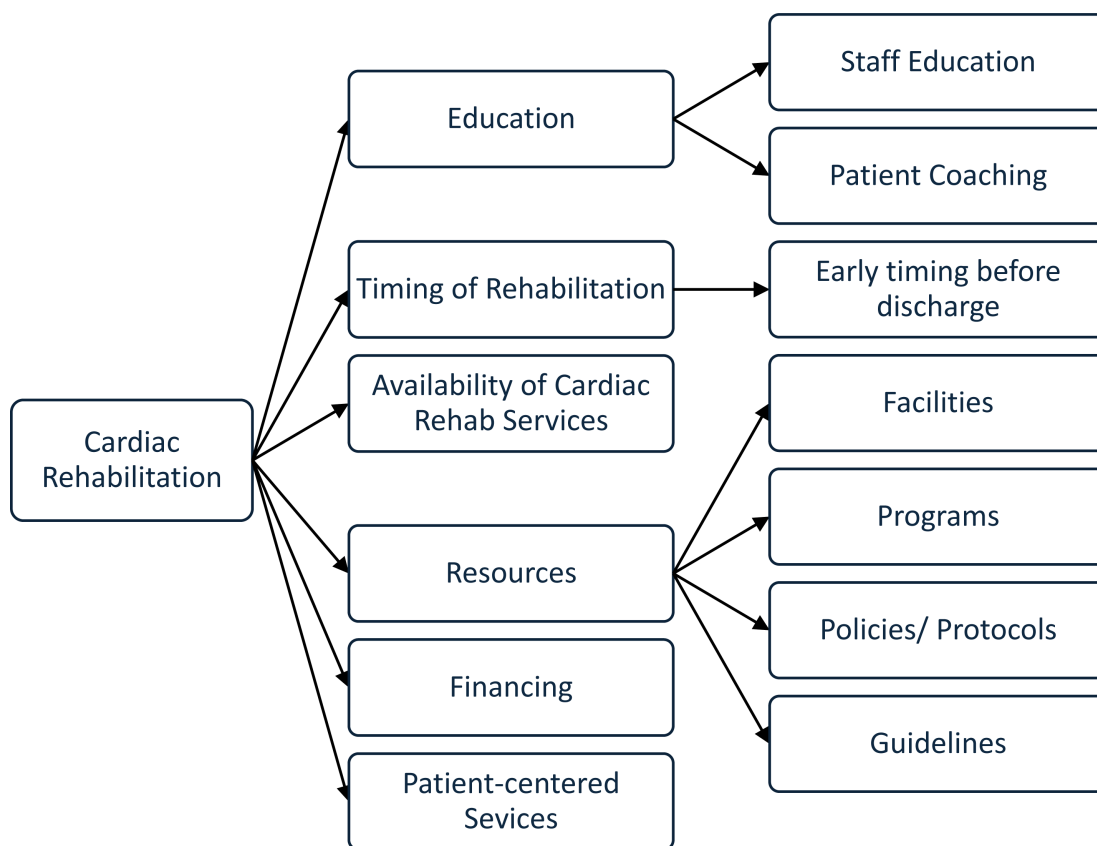 Cardiac
Rehabilitation
Education
Staff Education
Patient Coaching
Timing of Rehabilitation
Early timing before
discharge
Availability of Cardiac
Rehab Services
Resources
Facilities
Programs
Policies/ Protocols
Guidelines
Financing
Patient-centered
Sevices